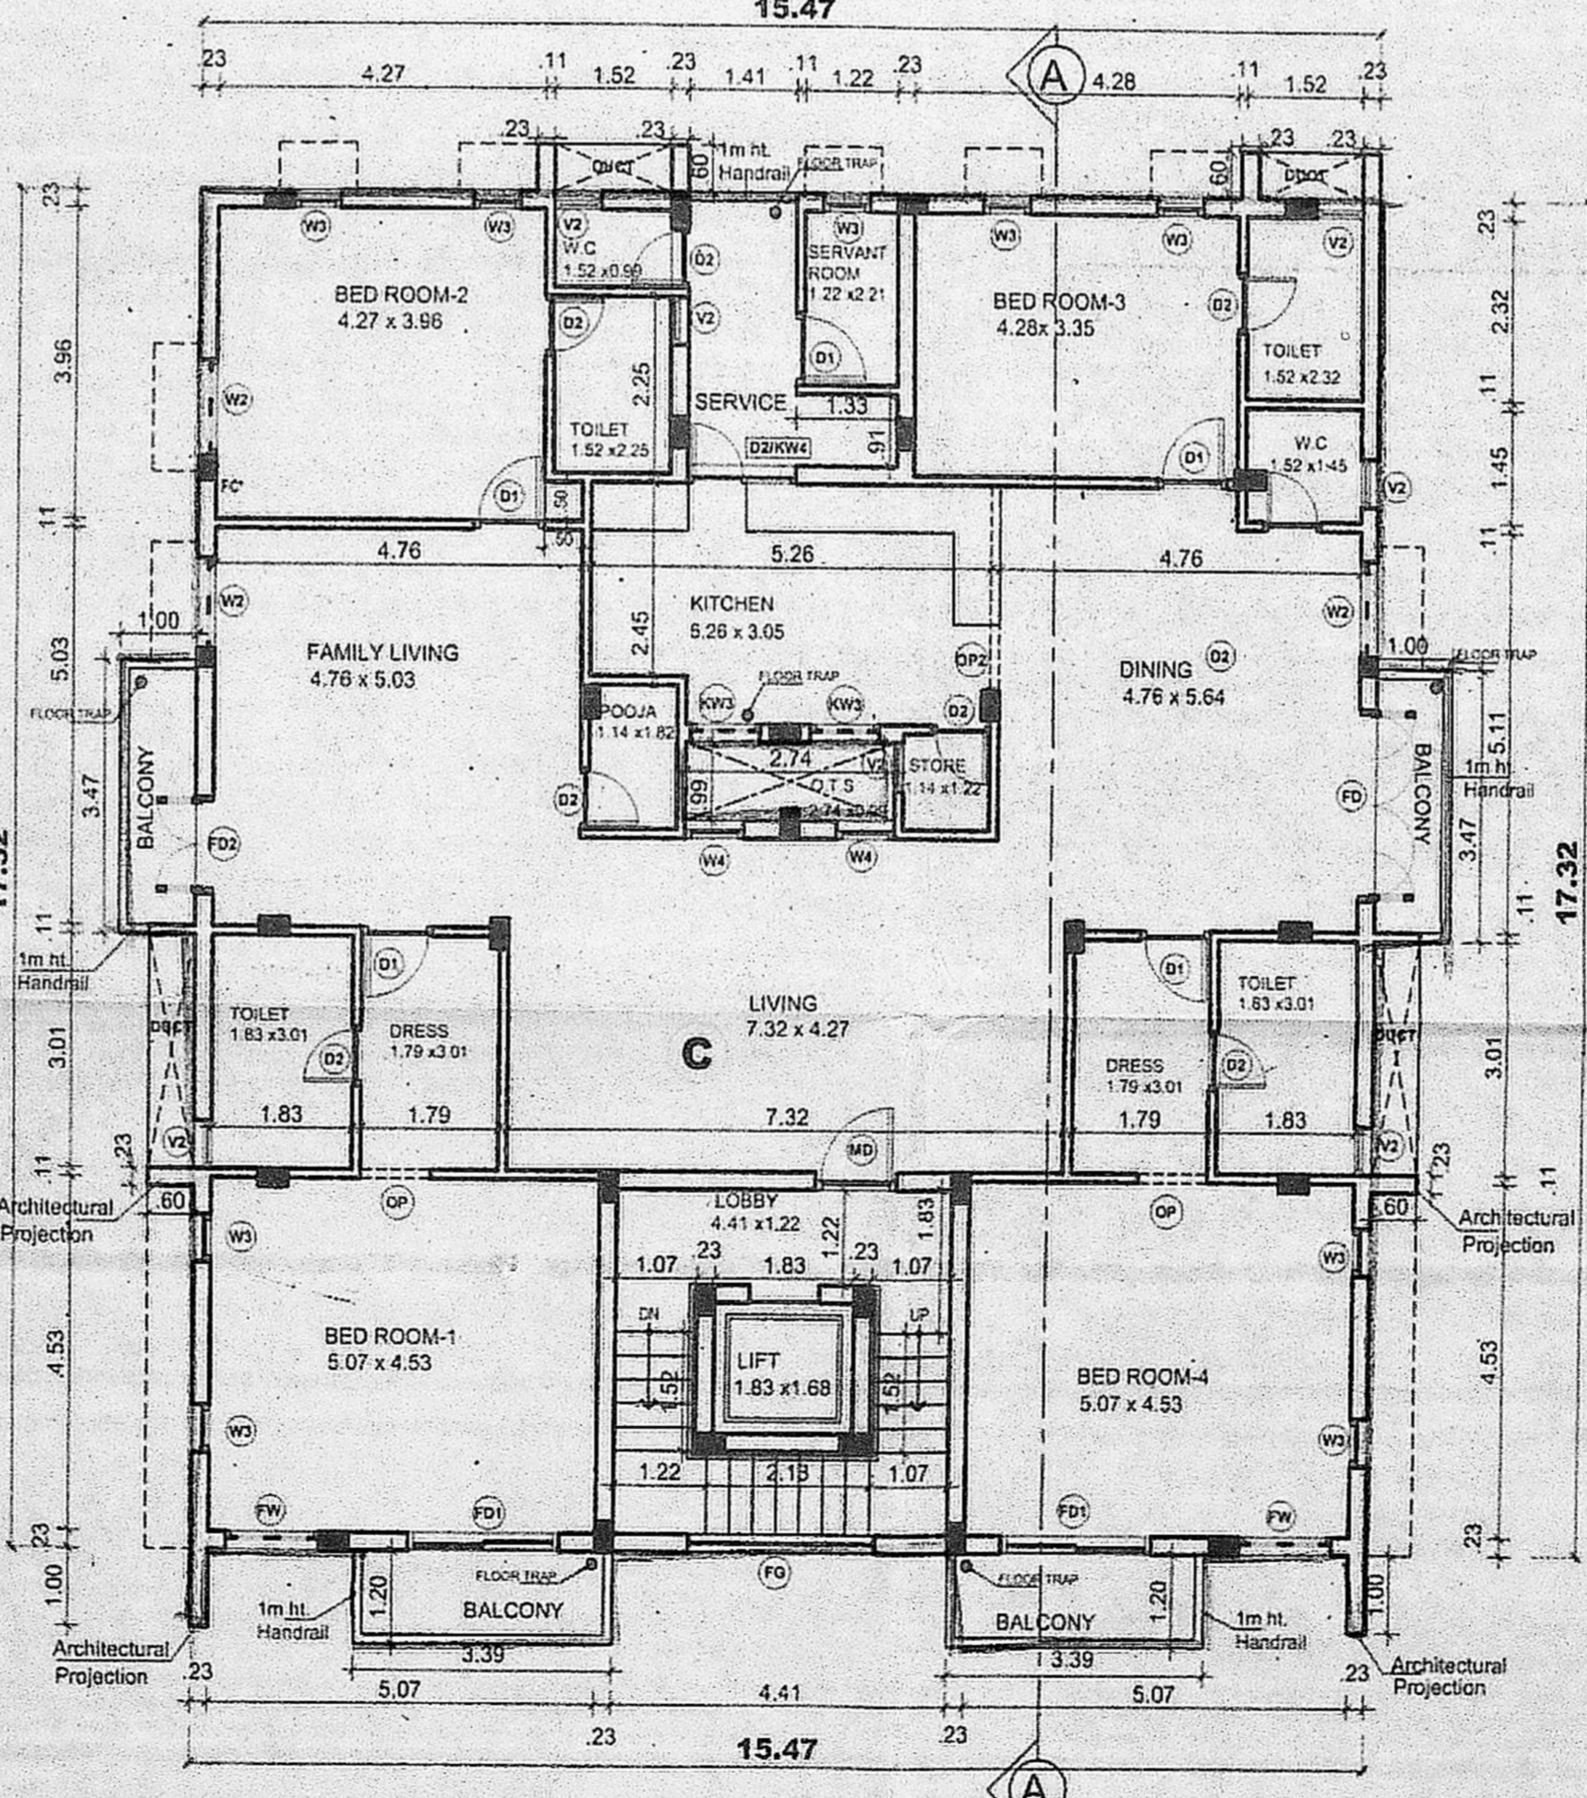 15.47
.23 4.27 .11 1.52 .23 1.41 .11 1.22 .23 A 4.28 .11 1.52 .23
.23 .23 .23 .23
DUCT .60 1m ht.
Handrail
FLOOR TRAP
.60 DUCT
.23
W3 W3 V2 W3 W3 W3 V2
.23
W.C
1.52 x0.99
D2
SERVANT
ROOM
1.22 x2.21
BED ROOM-2
4.27 x 3.96
BED ROOM-3
4.28x 3.35
D2
D2
V2
D1
TOILET
1.52 x2.32
2.32
3.96
W2
2.25
SERVICE
1.33
.11
TOILET
1.52 x2.25
D2/KW4
.91
W.C
1.52 x1.45
1.45
D1
V2
FC
D1
.50
.50
.11
4.76 5.26 4.76
.11
W2
KITCHEN
5.26 x 3.05
W2
1.00
2.45
1.00
FLOOR TRAP
5.03
FAMILY LIVING
4.76 x 5.03
OP2
DINING
4.76 x 5.64
D2
FLOOR TRAP
FLOOR TRAP
POOJA
1.14 x1.82
KW3 KW3
D2
5.11
BALCONY
3.47
2.74
V2
STORE
1.14 x1.22
BALCONY
1m ht.
Handrail
.99
O.T.S
2.74 x0.99
D2
FD
FD2
W4 W4
3.47
17.32
.11
.11
1m ht.
Handrail
D1
D1
TOILET
1.83 x3.01
DUCT
DRESS
1.79 x3.01
LIVING
7.32 x 4.27
TOILET
1.83 x3.01
DUCT
3.01
D2
C
DRESS
1.79 x3.01
D2
3.01
1.83 1.79 7.32 1.79 1.83
V2
MD
V2
.23
.23
.11
.11
Architectural
Projection
.60
OP
LOBBY
4.41 x1.22
1.22
1.83
OP
.60
Architectural
Projection
W3
W3
1.07 .23 1.83 .23 1.07
DN
UP
BED ROOM-1
5.07 x 4.53
4.53
LIFT
1.83 x1.68
1.52
1.52
BED ROOM-4
5.07 x 4.53
4.53
W3
W3
1.22 2.13 1.07
FW FD1 FD1 FW
.23
.23
FG
1.00
1.20
FLOOR TRAP
BALCONY
1m ht.
Handrail
FLOOR TRAP
BALCONY
1.20
1m ht.
Handrail
1.00
Architectural
Projection
3.39 3.39
Architectural
Projection
.23 5.07 4.41 5.07 .23
.23 .23
15.47
A